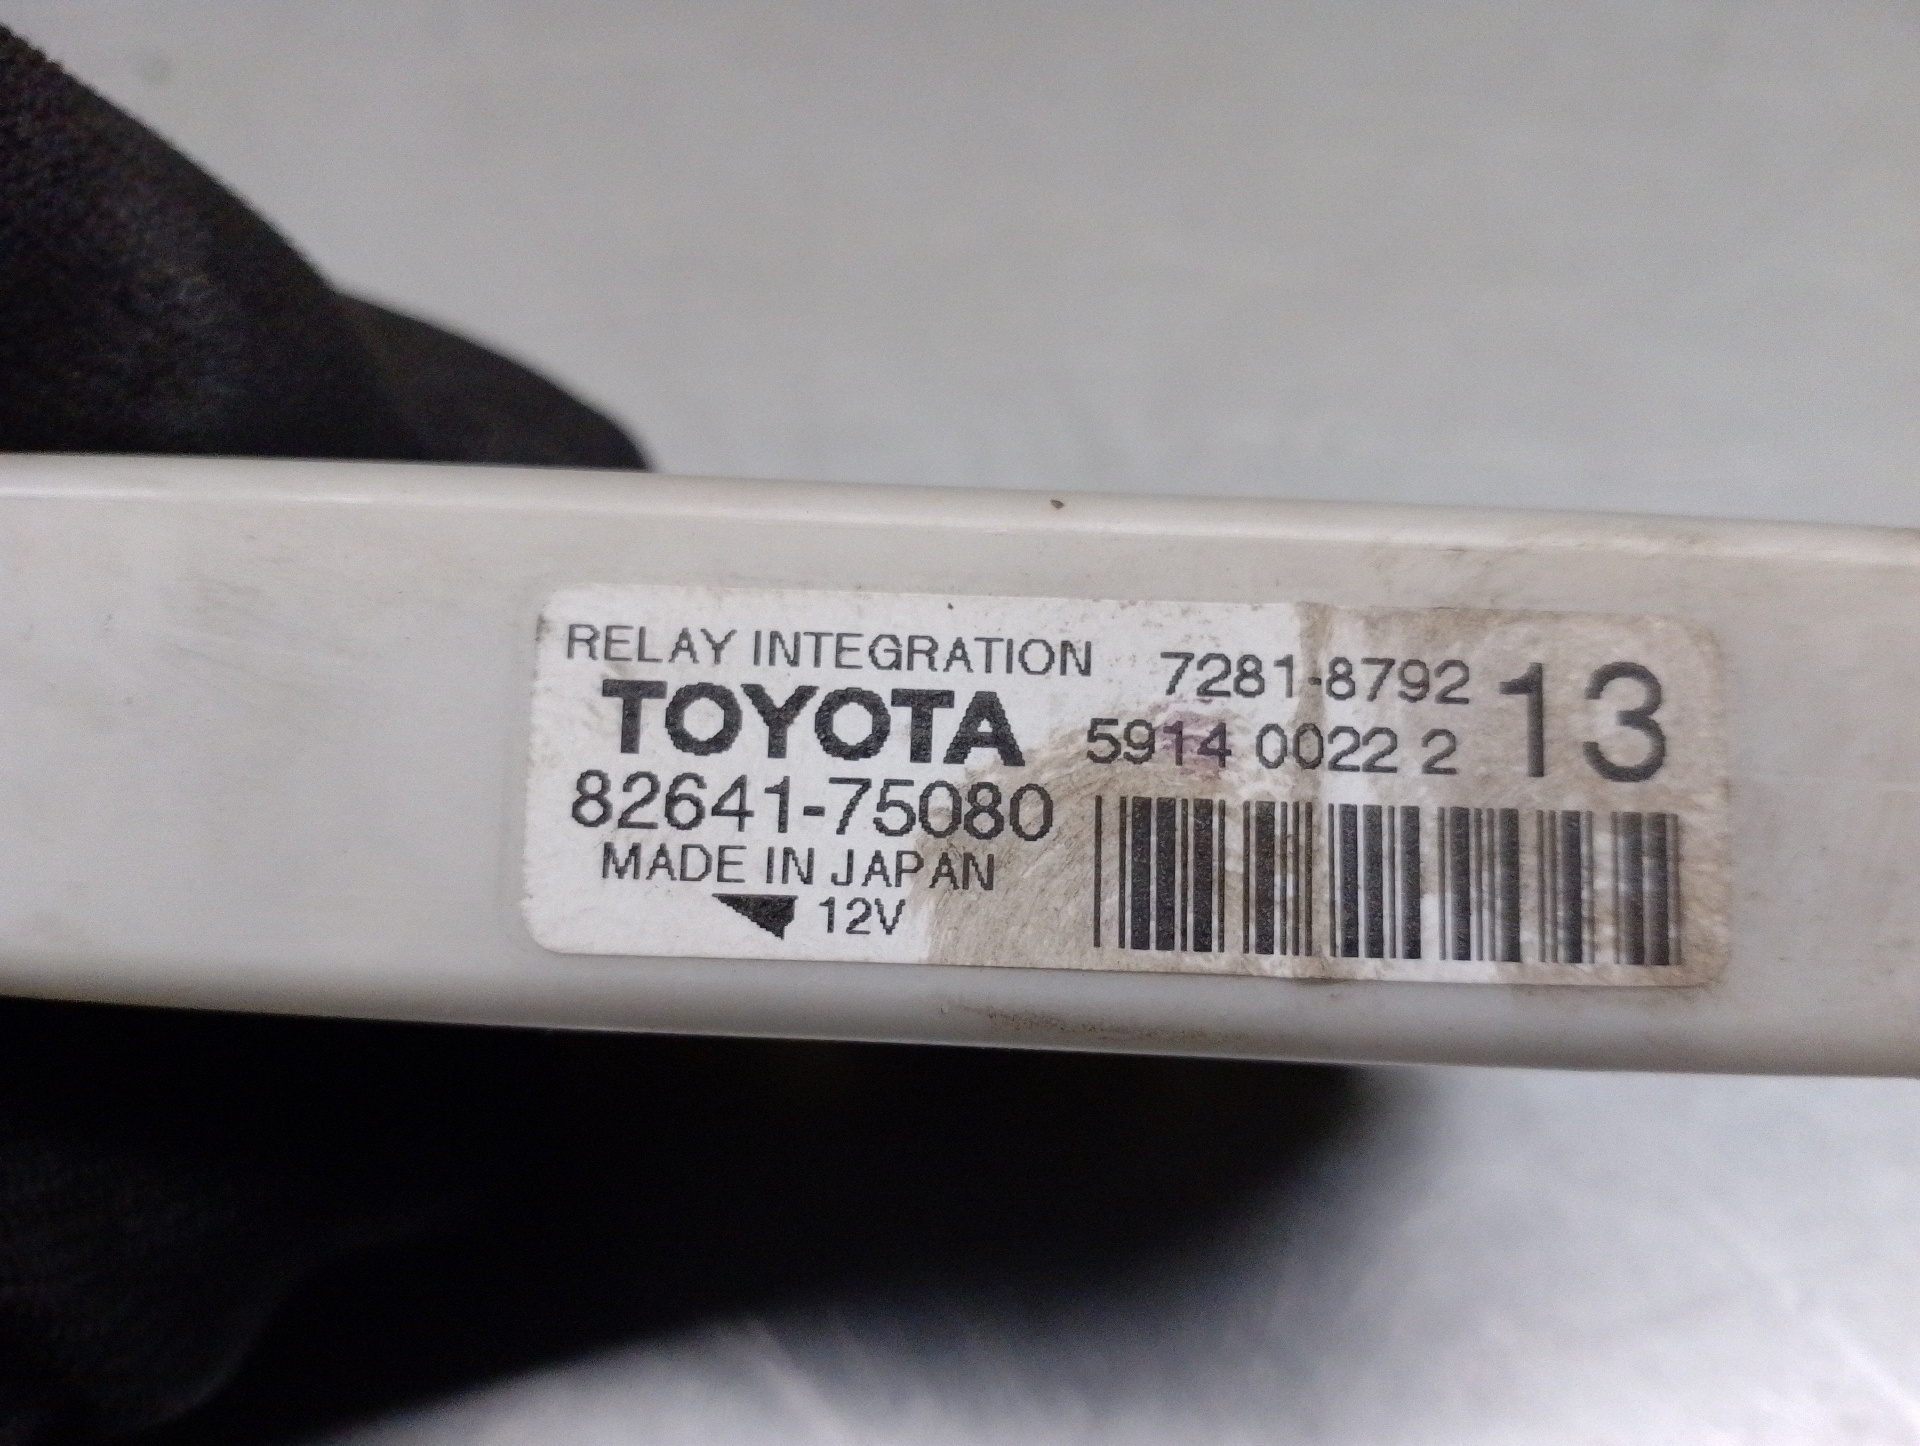 RELAY INTEGRATION
TOYOTA
82641-75080
MADE IN JAPAN
12V
7281-8792
5914 0022 2
13